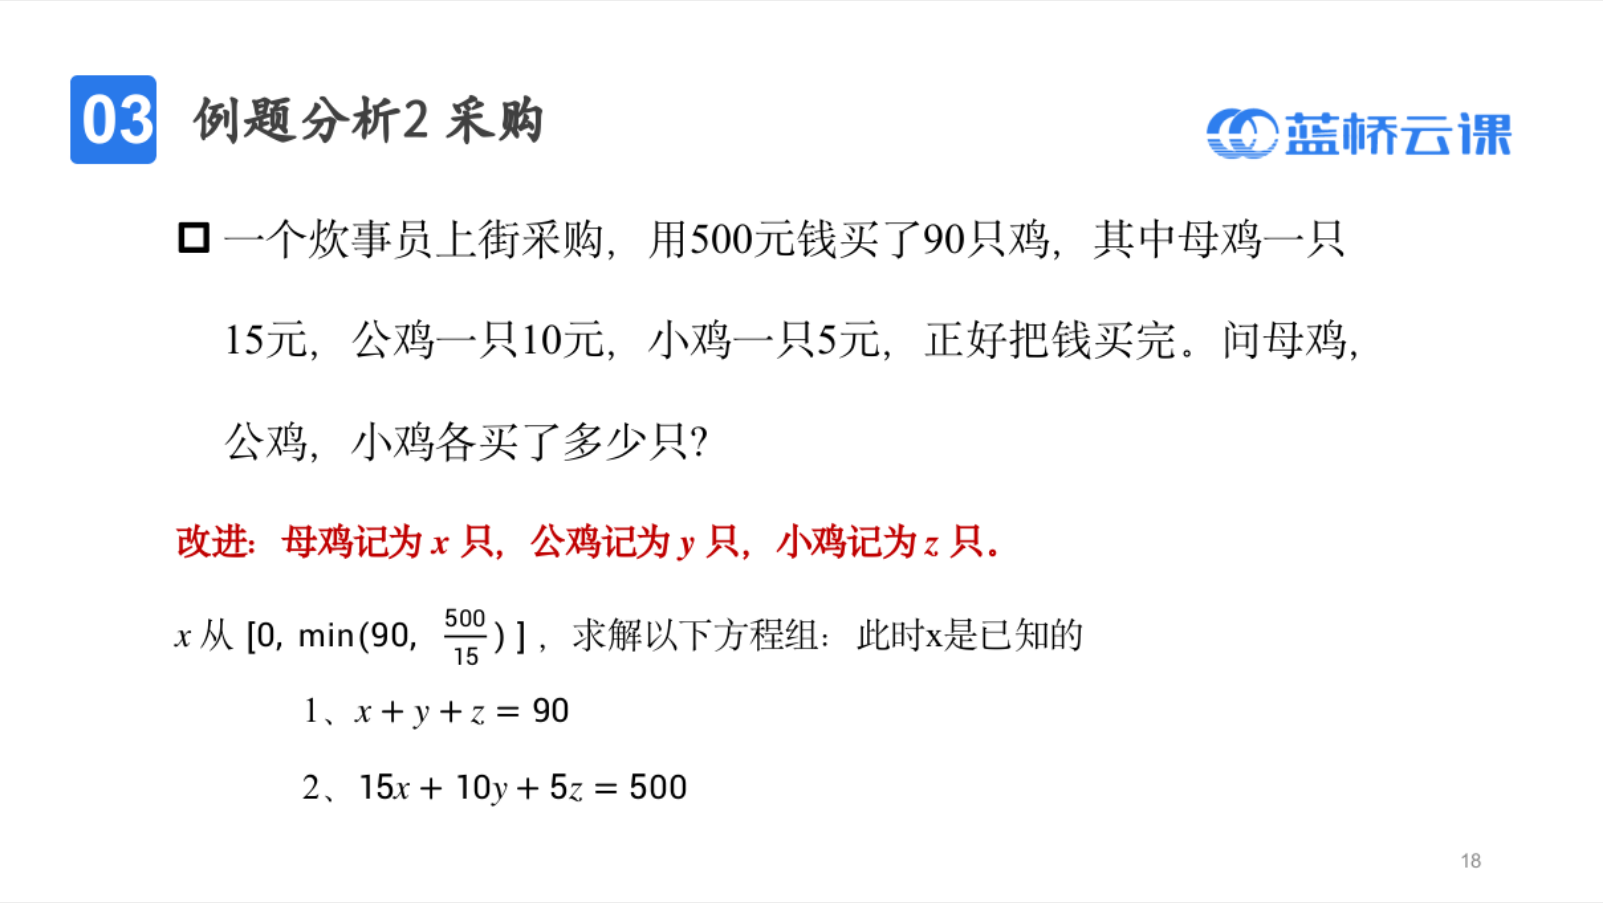 03 例题分析2 采购
蓝桥云课
一个炊事员上街采购，用500元钱买了90只鸡，其中母鸡一只
15元，公鸡一只10元，小鸡一只5元，正好把钱买完。问母鸡，
公鸡，小鸡各买了多少只？
改进：母鸡记为 x 只，公鸡记为 y 只，小鸡记为 z 只。
x 从 [0, min(90, 500/15) ]，求解以下方程组：此时x是已知的
1、x + y + z = 90
2、15x + 10y + 5z = 500
18